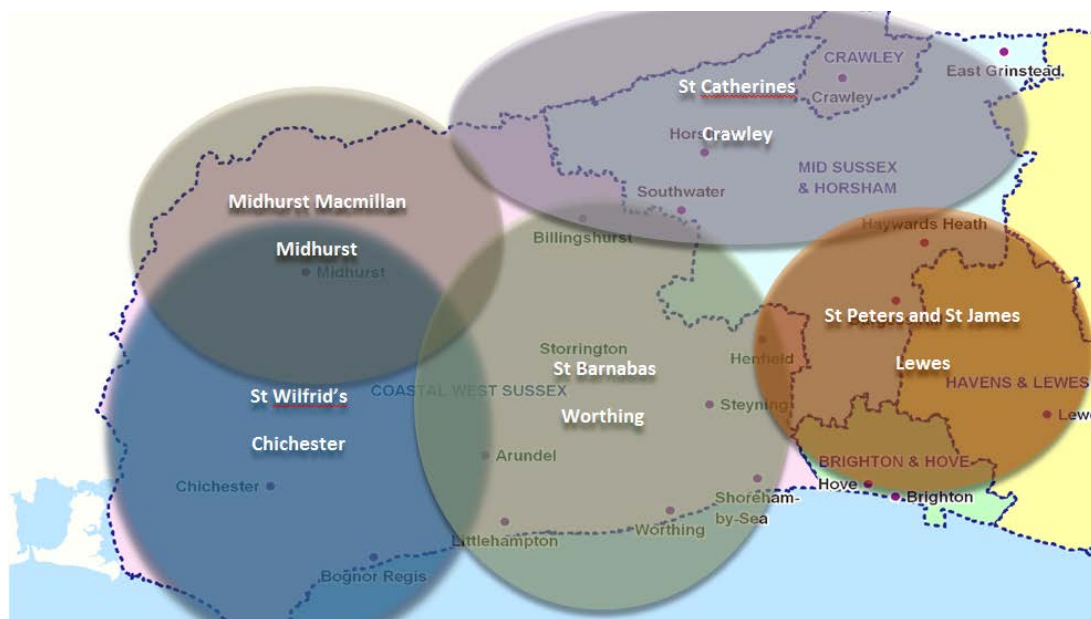 CRAWLEY
East Grinstead
St Catherines
Crawley
Crawley
MID SUSSEX
& HORSHAM
Southwater
Midhurst Macmillan
Midhurst
Midhurst
Billingshurst
Haywards Heath
St Peters and St James
Lewes
Storrington
Henfield
St Barnabas
Worthing
COASTAL WEST SUSSEX
St Wilfrid's
Chichester
HAVENS & LEWES
Steyning
Arundel
BRIGHTON & HOVE
Hove
Brighton
Chichester
Shoreham-
by-Sea
Worthing
Littlehampton
Bognor Regis